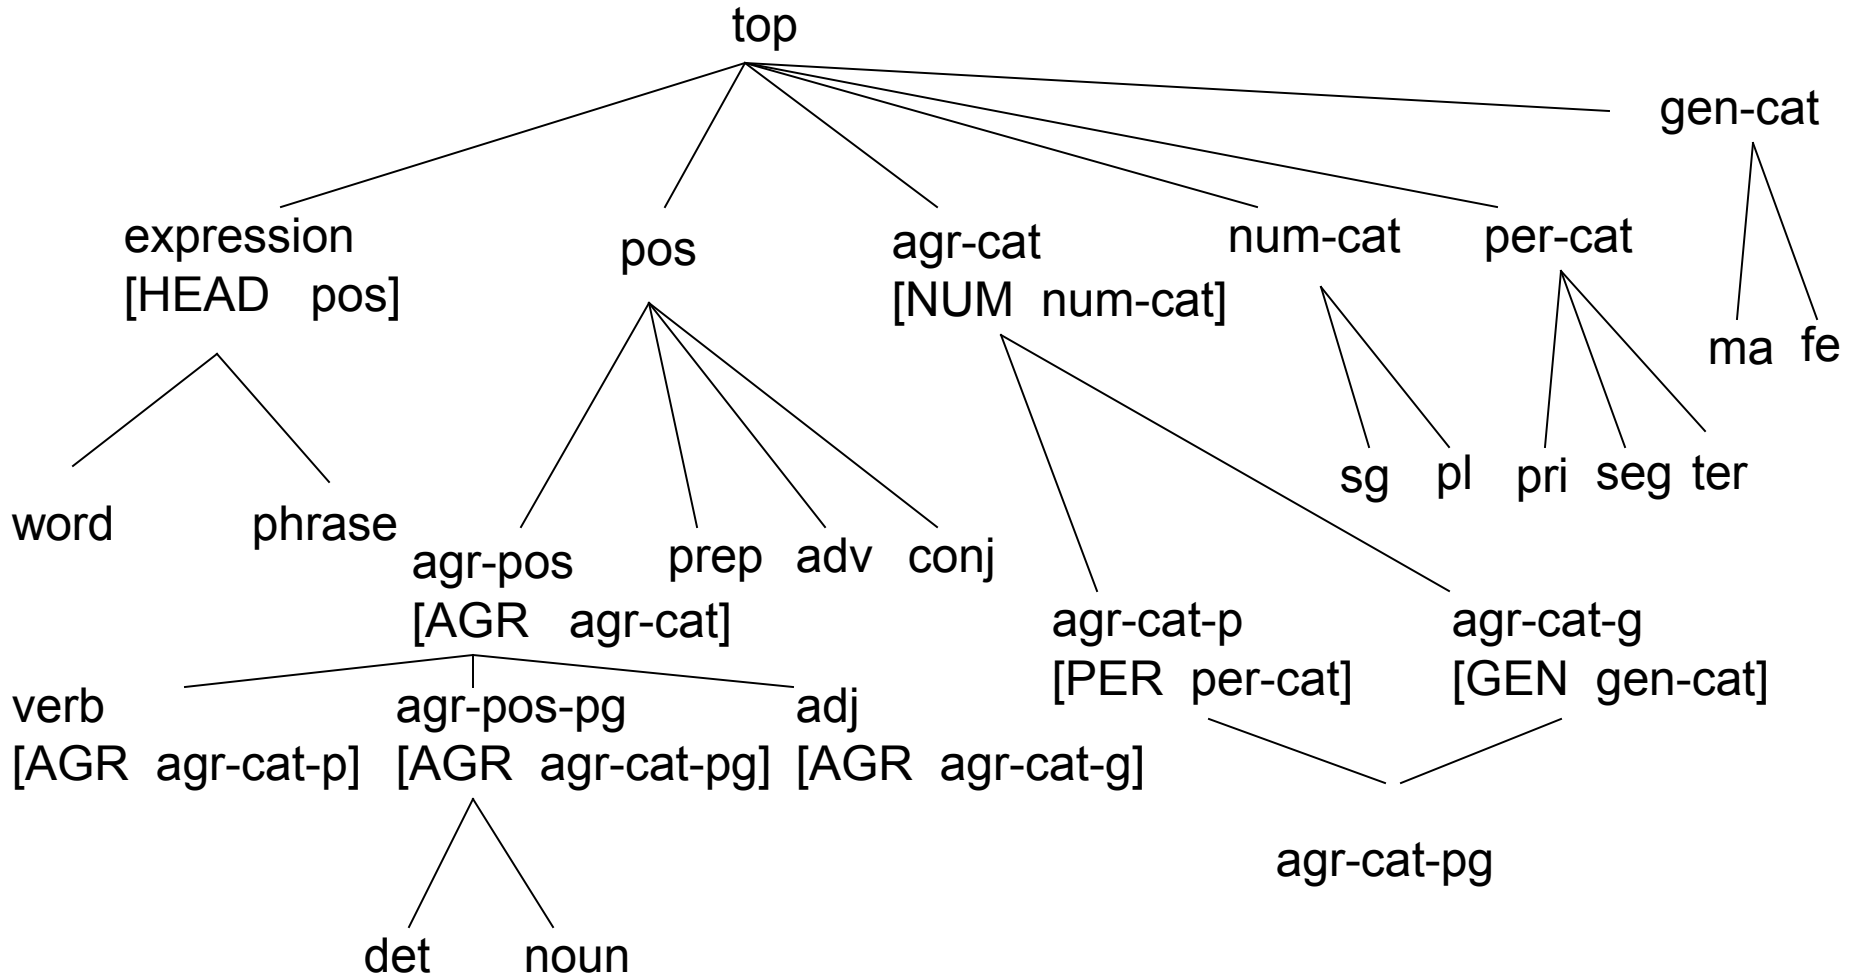 top
gen-cat
expression
[HEAD pos]
pos
agr-cat
[NUM num-cat]
num-cat
per-cat
ma fe
word
phrase
sg
pl
pri
seg
ter
agr-pos
[AGR agr-cat]
prep
adv
conj
agr-cat-p
[PER per-cat]
agr-cat-g
[GEN gen-cat]
verb
[AGR agr-cat-p]
agr-pos-pg
[AGR agr-cat-pg]
adj
[AGR agr-cat-g]
agr-cat-pg
det
noun